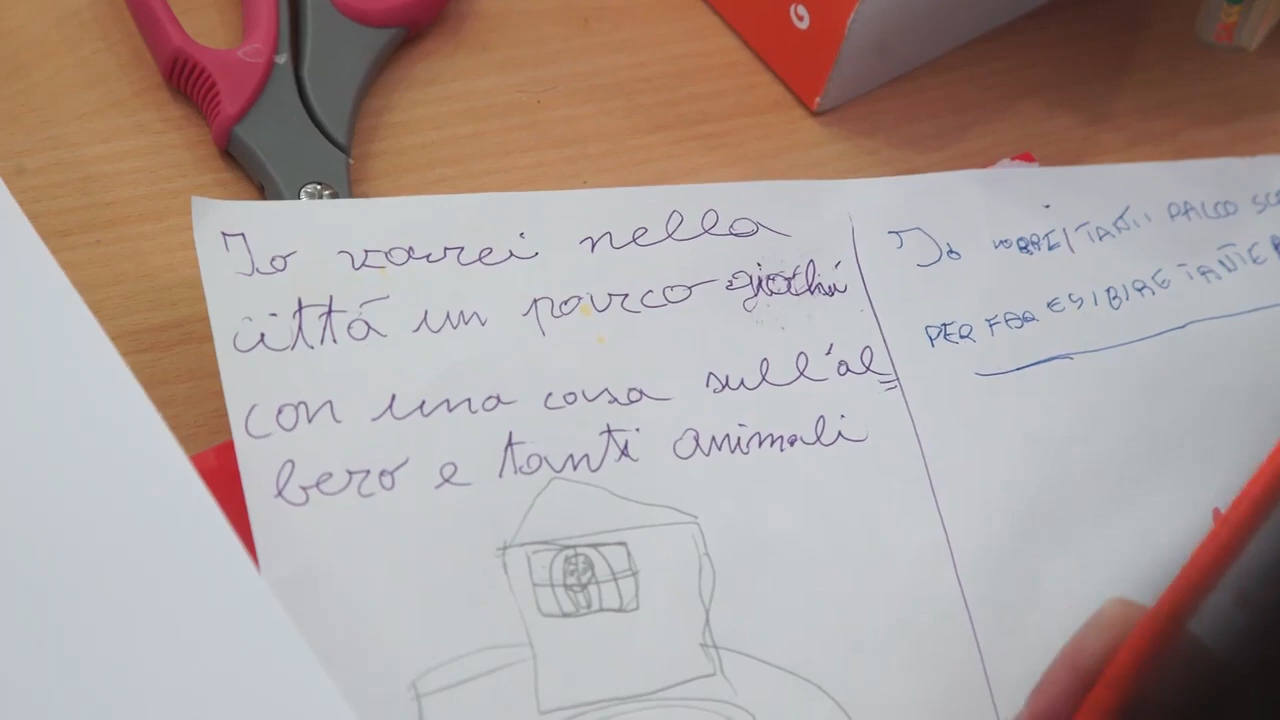 Io vorrei nella
città un parco giochi
con una casa sull'al
bero e tanti animali
Io VORREI TANTI PALCO
PER FAR ESIBIRE TANTE